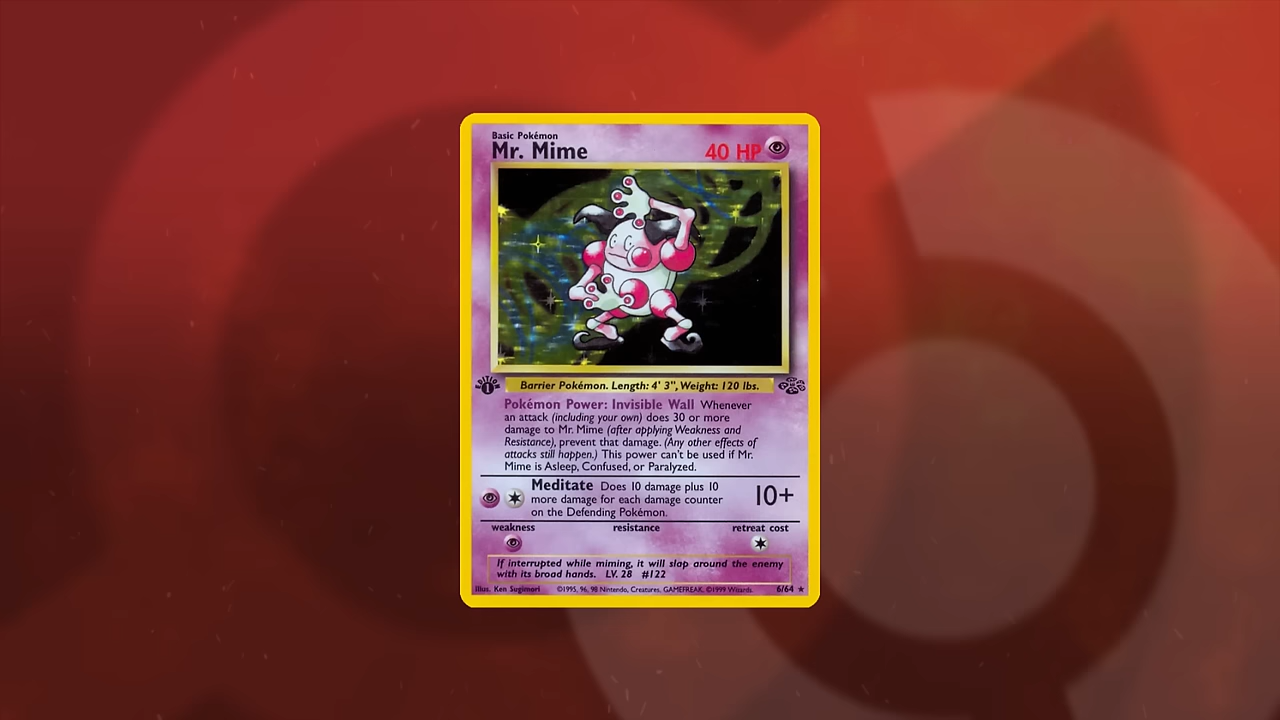 Basic Pokémon
Mr. Mime
40 HP
EDITION
1
Barrier Pokémon. Length: 4' 3", Weight: 120 lbs.
Pokémon Power: Invisible Wall Whenever
an attack (including your own) does 30 or more
damage to Mr. Mime (after applying Weakness and
Resistance), prevent that damage. (Any other effects of
attacks still happen.) This power can't be used if Mr.
Mime is Asleep, Confused, or Paralyzed.
Meditate Does 10 damage plus 10
more damage for each damage counter
on the Defending Pokémon.
10+
weakness resistance retreat cost
If interrupted while miming, it will slap around the enemy
with its broad hands. LV. 28 #122
Illus. Ken Sugimori ©1995, 96, 98 Nintendo, Creatures, GAMEFREAK. ©1999 Wizards. 6/64 ★